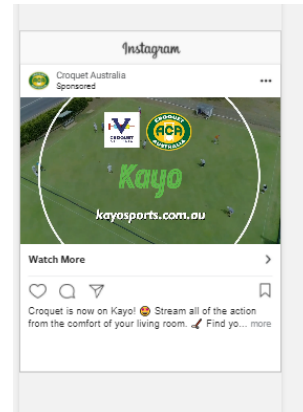 Instagram
Croquet Australia
Sponsored
CROQUET
CROQUET
ACA
AUSTRALIA
Kayo
kayosports.com.au
Watch More
Croquet is now on Kayo! 🤩 Stream all of the action
from the comfort of your living room. 🏑 Find yo... more